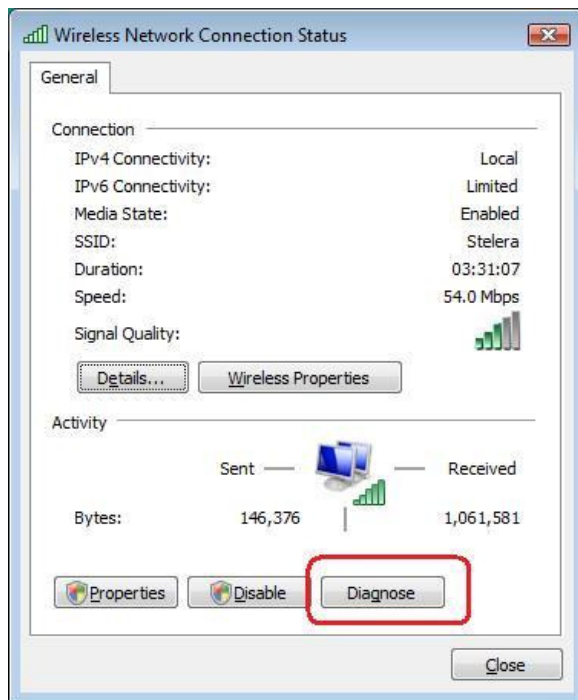 Wireless Network Connection Status
General
Connection
IPv4 Connectivity: Local
IPv6 Connectivity: Limited
Media State: Enabled
SSID: Stelera
Duration: 03:31:07
Speed: 54.0 Mbps
Signal Quality:
Details... Wireless Properties
Activity
Sent Received
Bytes: 146,376 1,061,581
Properties Disable Diagnose
Close